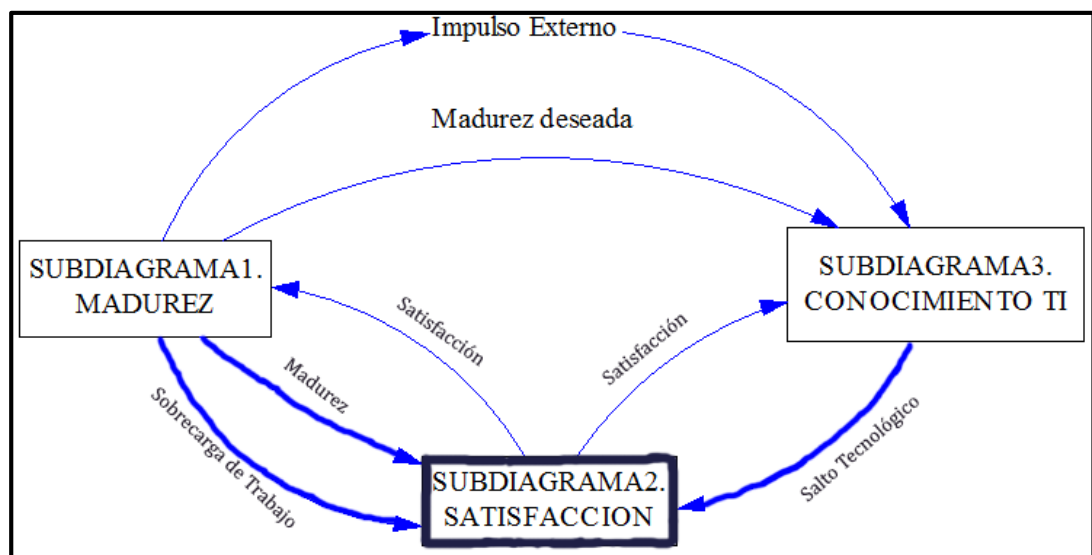 Impulso Externo
Madurez deseada
SUBDIAGRAMA1.
MADUREZ
SUBDIAGRAMA3.
CONOCIMIENTO TI
Satisfacción
Satisfacción
Madurez
Sobrecarga de Trabajo
Salto Tecnológico
SUBDIAGRAMA2.
SATISFACCION